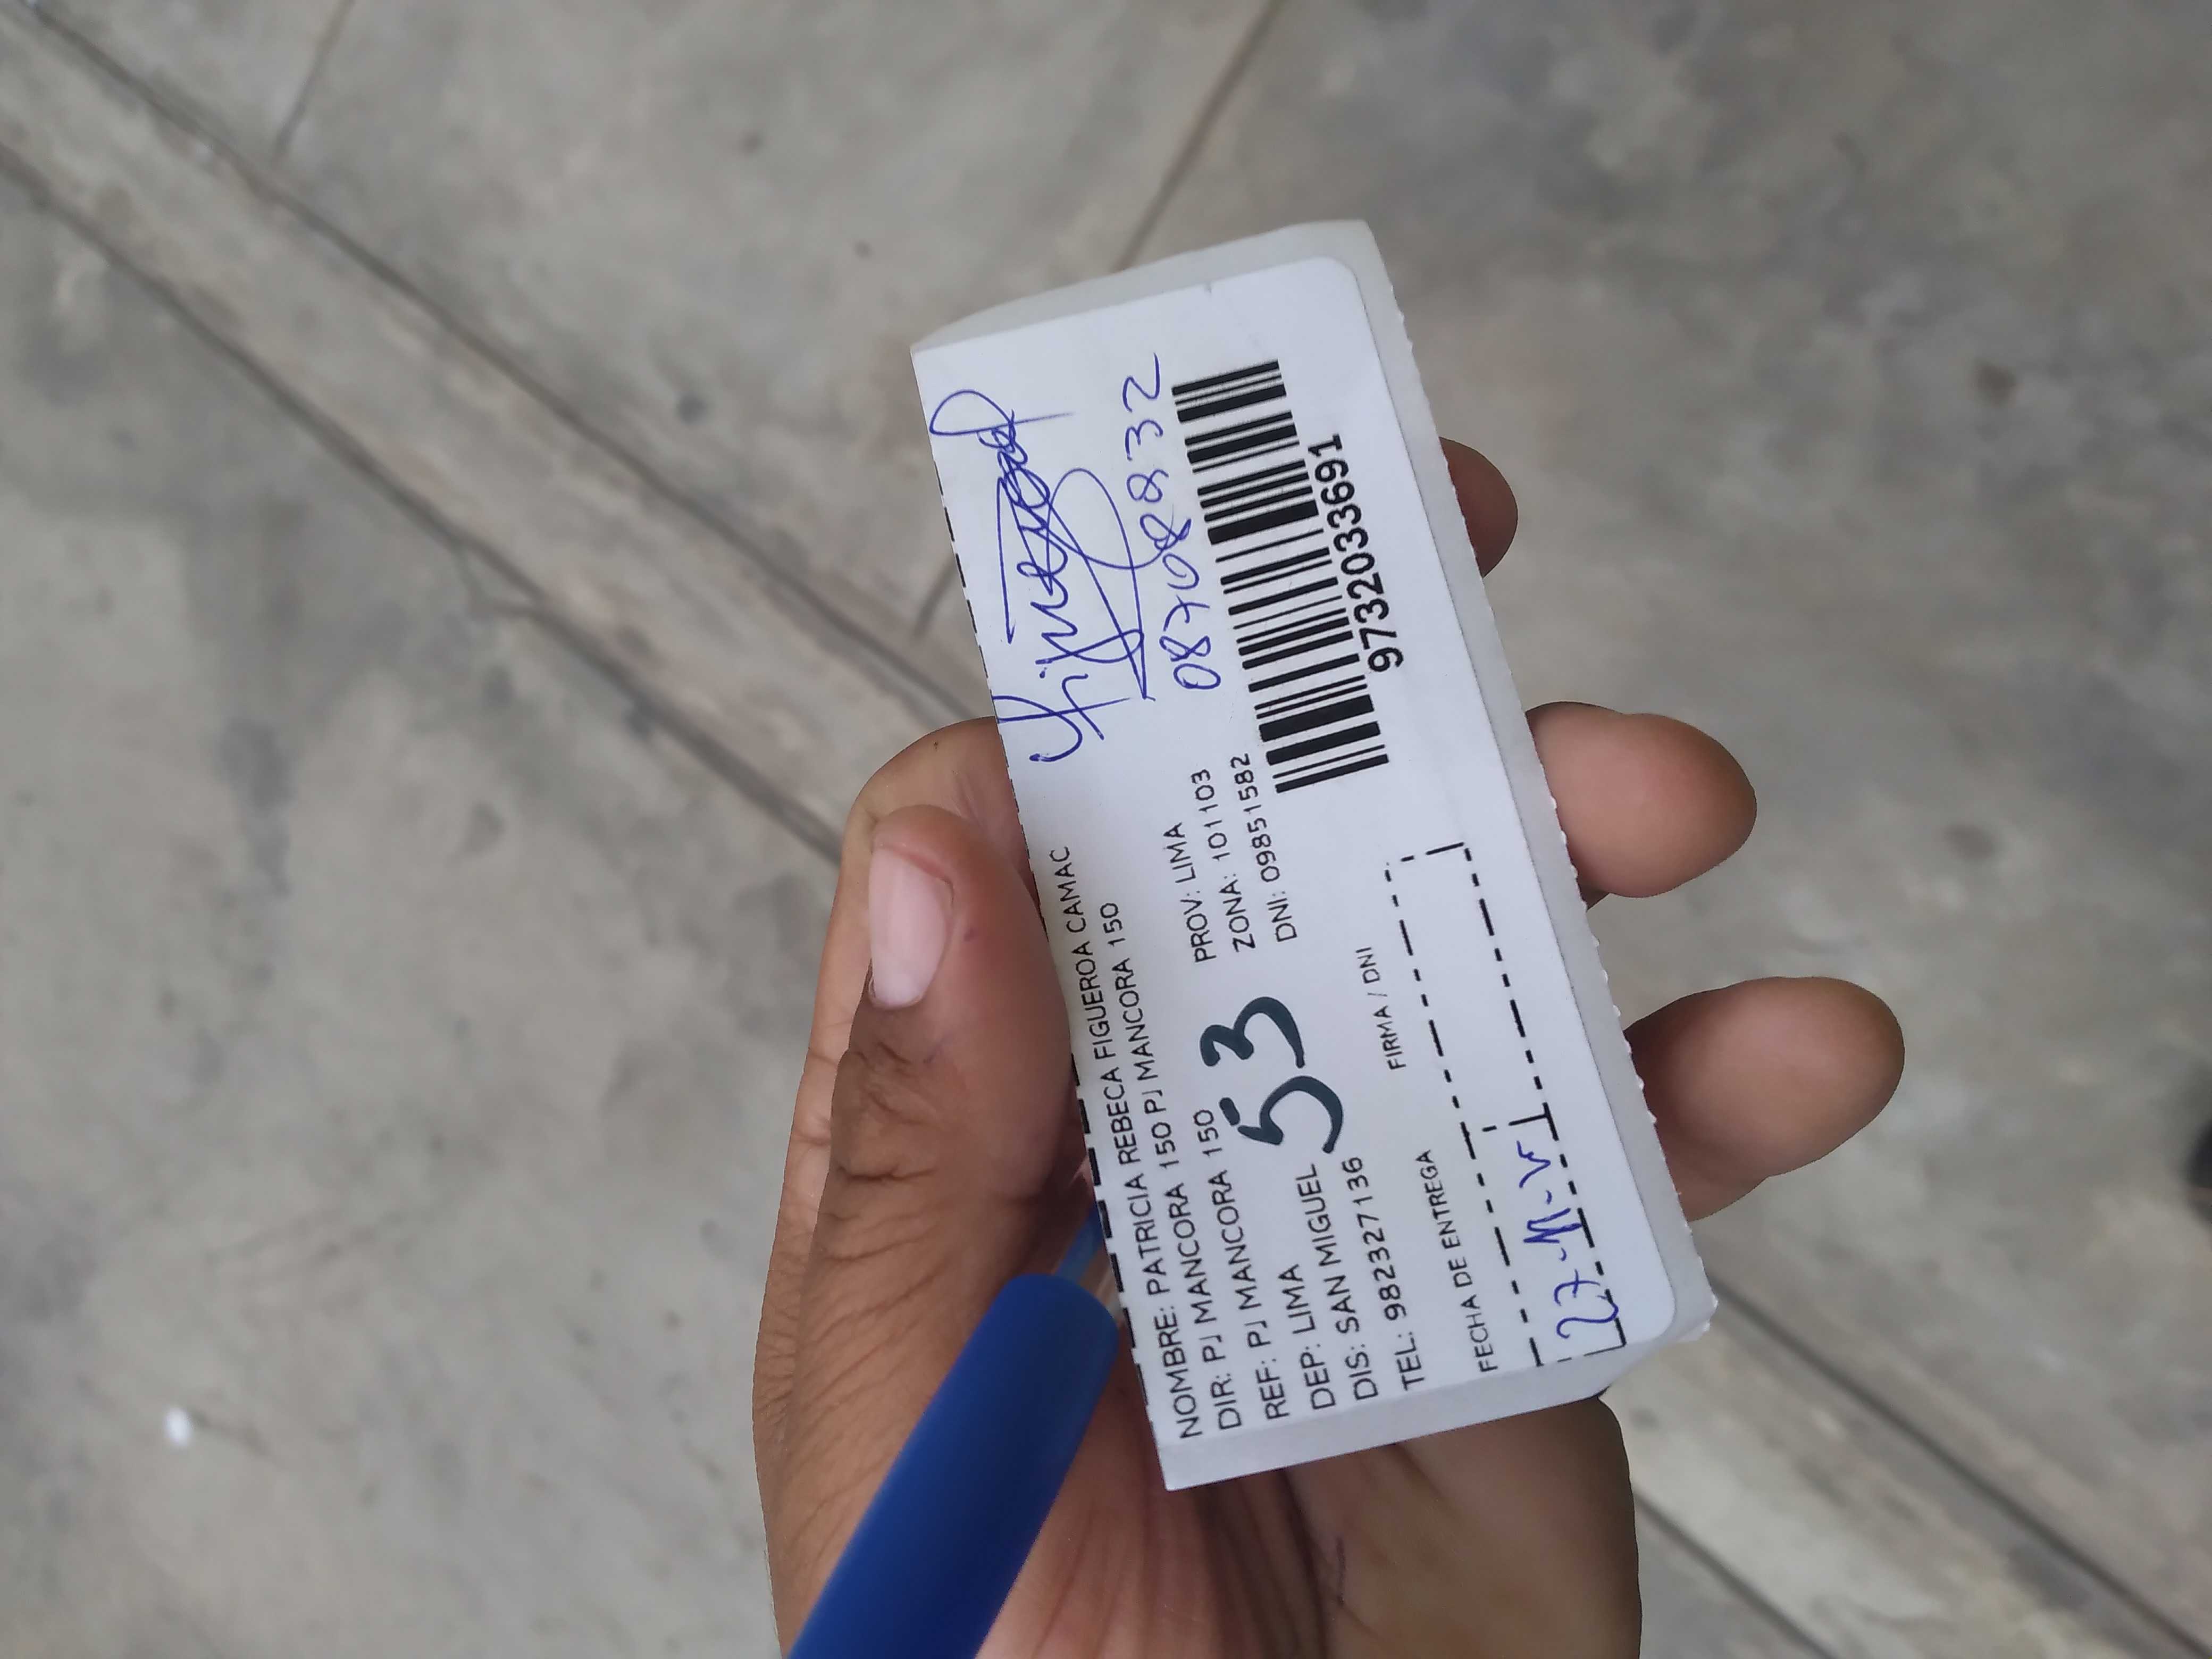 NOMBRE: PATRICIA REBECA FIGUEROA CAMAC
DIR: PJ MANCORA 150 PJ MANCORA 150
REF: PJ MANCORA 150
DEP: LIMA
PROV: LIMA
DIS: SAN MIGUEL
ZONA: 101103
TEL: 982327136
DNI: 09851582
53
08768832
9732033691
FIRMA / DNI
FECHA DE ENTREGA